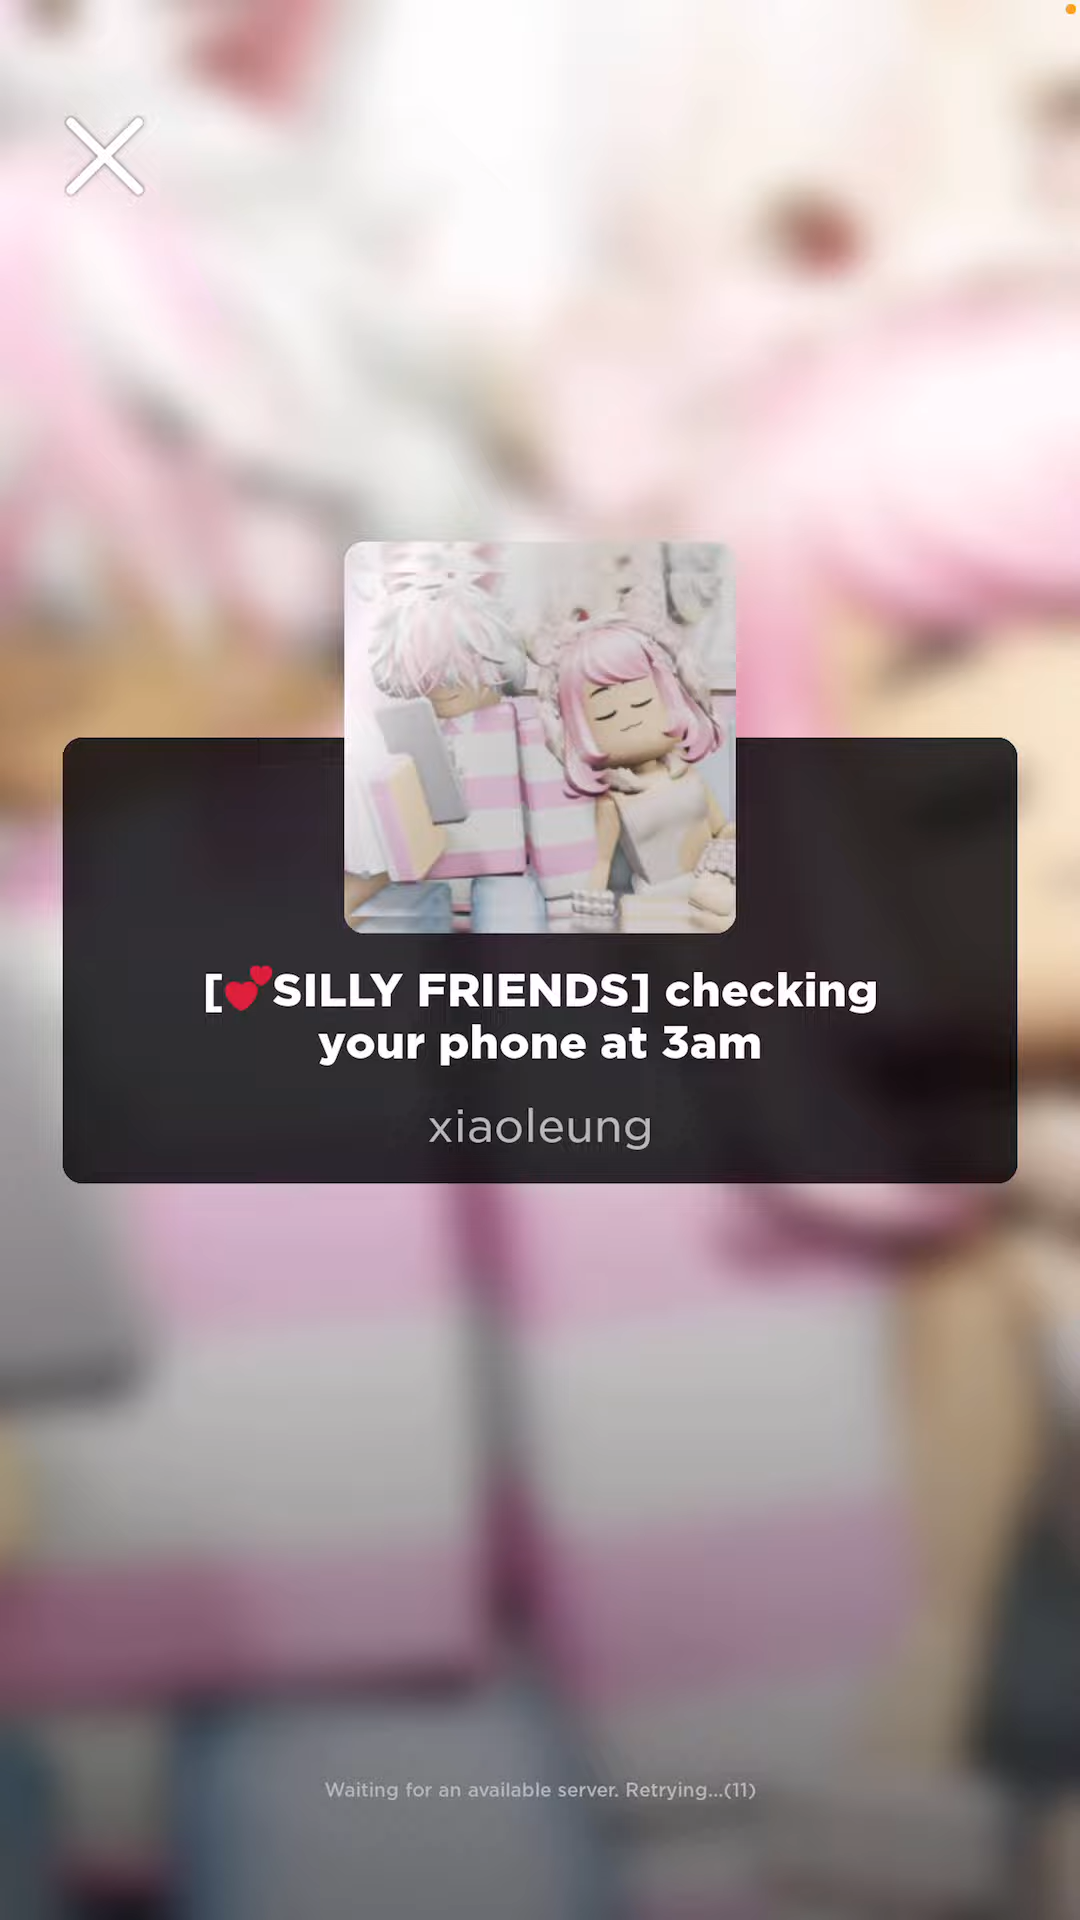 [💕SILLY FRIENDS] checking
your phone at 3am
xiaoleung
Waiting for an available server. Retrying...(11)